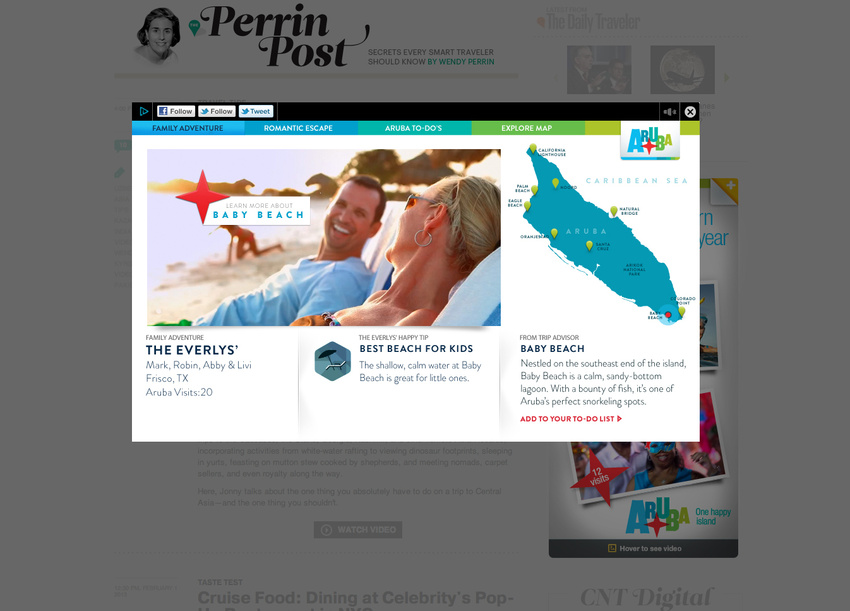 THE
Perrin
Post
SECRETS EVERY SMART TRAVELER
SHOULD KNOW BY WENDY PERRIN
The Daily Traveler
Follow
Follow
Tweet
FAMILY ADVENTURE
ROMANTIC ESCAPE
ARUBA TO-DO'S
EXPLORE MAP
ARUBA
LEARN MORE ABOUT
BABY BEACH
CALIFORNIA
LIGHTHOUSE
CARIBBEAN SEA
PALM
BEACH
NOORD
EAGLE
BEACH
NATURAL
BRIDGE
ARUBA
ORANJESTAD
SANTA
CRUZ
ARIKOK
NATIONAL
PARK
COLORADO
POINT
BABY
BEACH
FAMILY ADVENTURE
THE EVERLYS'
Mark, Robin, Abby & Livi
Frisco, TX
Aruba Visits:20
THE EVERLYS' HAPPY TIP
BEST BEACH FOR KIDS
The shallow, calm water at Baby
Beach is great for little ones.
FROM TRIP ADVISOR
BABY BEACH
Nestled on the southeast end of the island,
Baby Beach is a calm, sandy-bottom
lagoon. With a bounty of fish, it's one of
Aruba's perfect snorkeling spots.
ADD TO YOUR TO-DO LIST
year
incorporating activities from white-water rafting to viewing dinosaur footprints, sleeping
in yurts, feasting on mutton stew cooked by shepherds, and meeting nomads, carpet
sellers, and even royalty along the way.
Here, Jonny talks about the one thing you absolutely have to do on a trip to Central
Asia—and the one thing you shouldn't.
WATCH VIDEO
12
visits
ARUBA
One happy
island
Hover to see video
TASTE TEST
Cruise Food: Dining at Celebrity's Pop-
CNT Digital